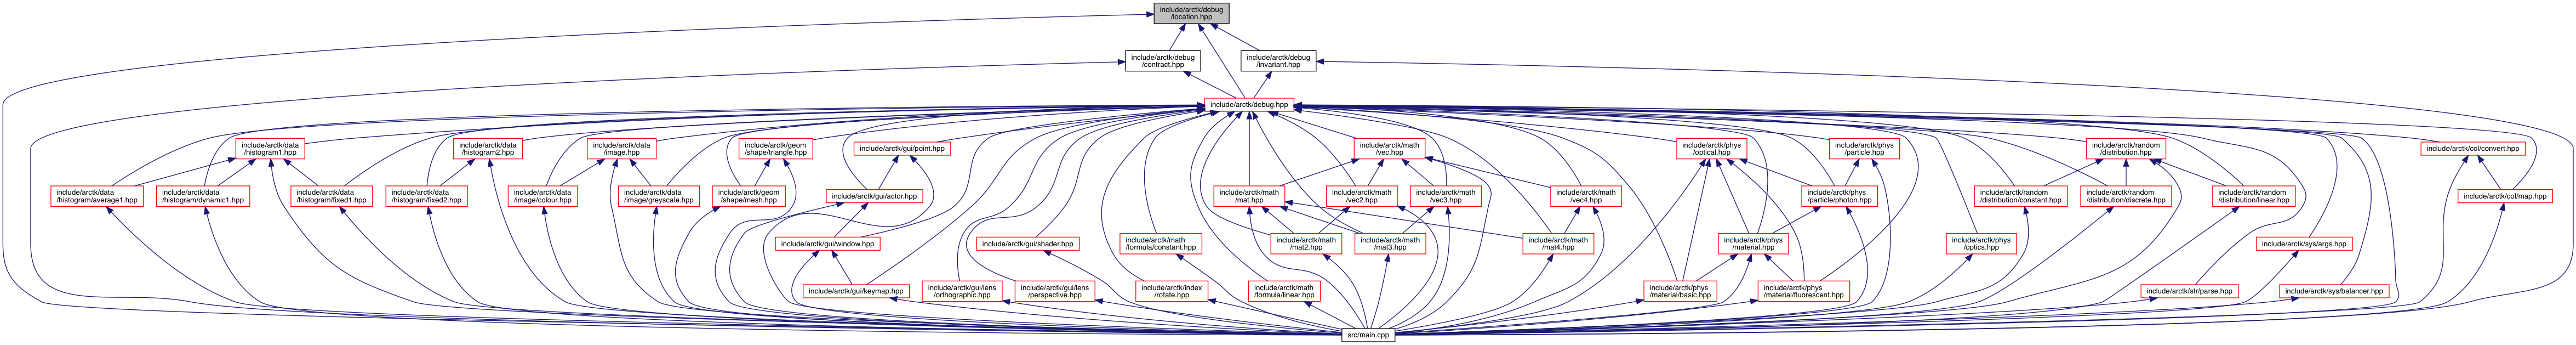 include/arctk/debug
/location.hpp
include/arctk/debug
/contract.hpp
include/arctk/debug
/invariant.hpp
include/arctk/debug.hpp
include/arctk/data
/histogram1.hpp
include/arctk/data
/histogram2.hpp
include/arctk/data
/image.hpp
include/arctk/geom
/shape/triangle.hpp
include/arctk/gui/point.hpp
include/arctk/math
/vec.hpp
include/arctk/phys
/optical.hpp
include/arctk/phys
/particle.hpp
include/arctk/random
/distribution.hpp
include/arctk/col/convert.hpp
include/arctk/data
/histogram/average1.hpp
include/arctk/data
/histogram/dynamic1.hpp
include/arctk/data
/histogram/fixed1.hpp
include/arctk/data
/histogram/fixed2.hpp
include/arctk/data
/image/colour.hpp
include/arctk/data
/image/greyscale.hpp
include/arctk/geom
/shape/mesh.hpp
include/arctk/gui/actor.hpp
include/arctk/math
/mat.hpp
include/arctk/math
/vec2.hpp
include/arctk/math
/vec3.hpp
include/arctk/math
/vec4.hpp
include/arctk/phys
/particle/photon.hpp
include/arctk/random
/distribution/constant.hpp
include/arctk/random
/distribution/discrete.hpp
include/arctk/random
/distribution/linear.hpp
include/arctk/col/map.hpp
include/arctk/gui/window.hpp
include/arctk/gui/shader.hpp
include/arctk/math
/formula/constant.hpp
include/arctk/math
/mat2.hpp
include/arctk/math
/mat3.hpp
include/arctk/math
/mat4.hpp
include/arctk/phys
/material.hpp
include/arctk/phys
/optics.hpp
include/arctk/sys/args.hpp
include/arctk/gui/keymap.hpp
include/arctk/gui/lens
/orthographic.hpp
include/arctk/gui/lens
/perspective.hpp
include/arctk/index
/rotate.hpp
include/arctk/math
/formula/linear.hpp
include/arctk/phys
/material/basic.hpp
include/arctk/phys
/material/fluorescent.hpp
include/arctk/str/parse.hpp
include/arctk/sys/balancer.hpp
src/main.cpp